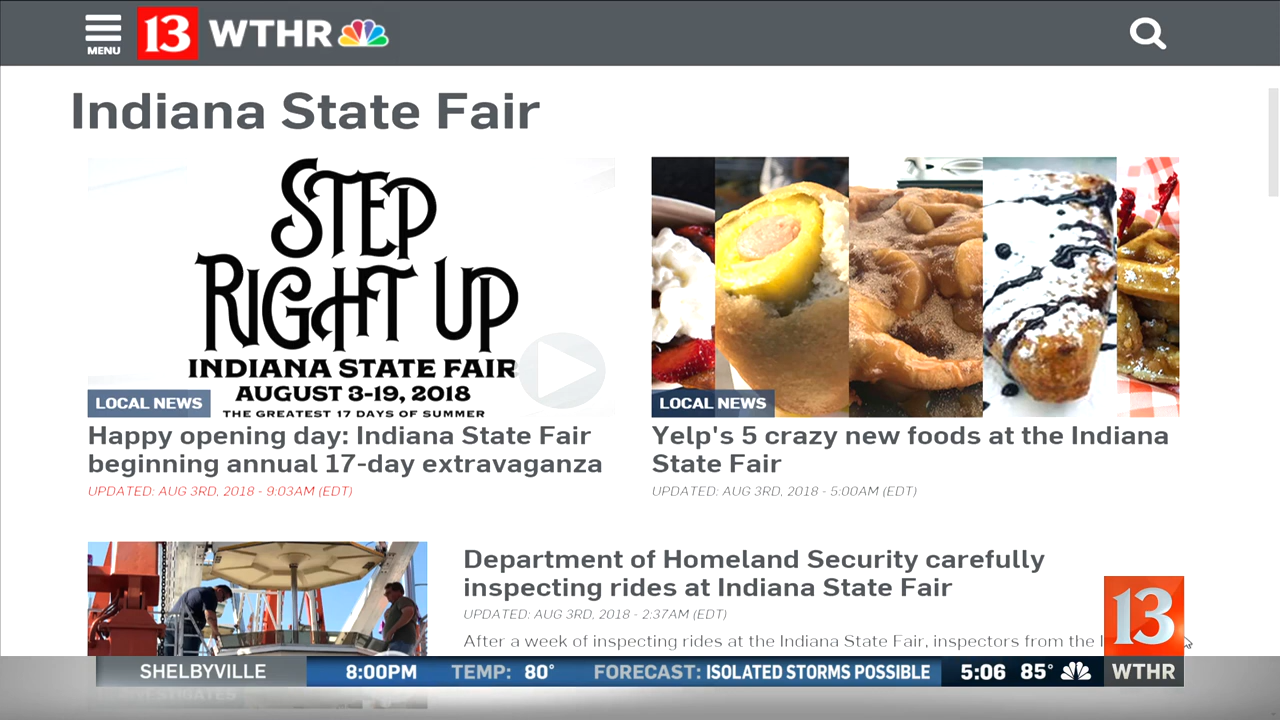 MENU
13 WTHR
Indiana State Fair
STEP
RIGHT UP
INDIANA STATE FAIR
AUGUST 3-19, 2018
THE GREATEST 17 DAYS OF SUMMER
LOCAL NEWS
Happy opening day: Indiana State Fair
beginning annual 17-day extravaganza
UPDATED: AUG 3RD, 2018 - 9:03AM (EDT)
LOCAL NEWS
Yelp's 5 crazy new foods at the Indiana
State Fair
UPDATED: AUG 3RD, 2018 - 5:00AM (EDT)
Department of Homeland Security carefully
inspecting rides at Indiana State Fair
UPDATED: AUG 3RD, 2018 - 2:37AM (EDT)
After a week of inspecting rides at the Indiana State Fair, inspectors from the
13
SHELBYVILLE 8:00PM TEMP: 80° FORECAST: ISOLATED STORMS POSSIBLE 5:06 85° WTHR
INVESTIGATES